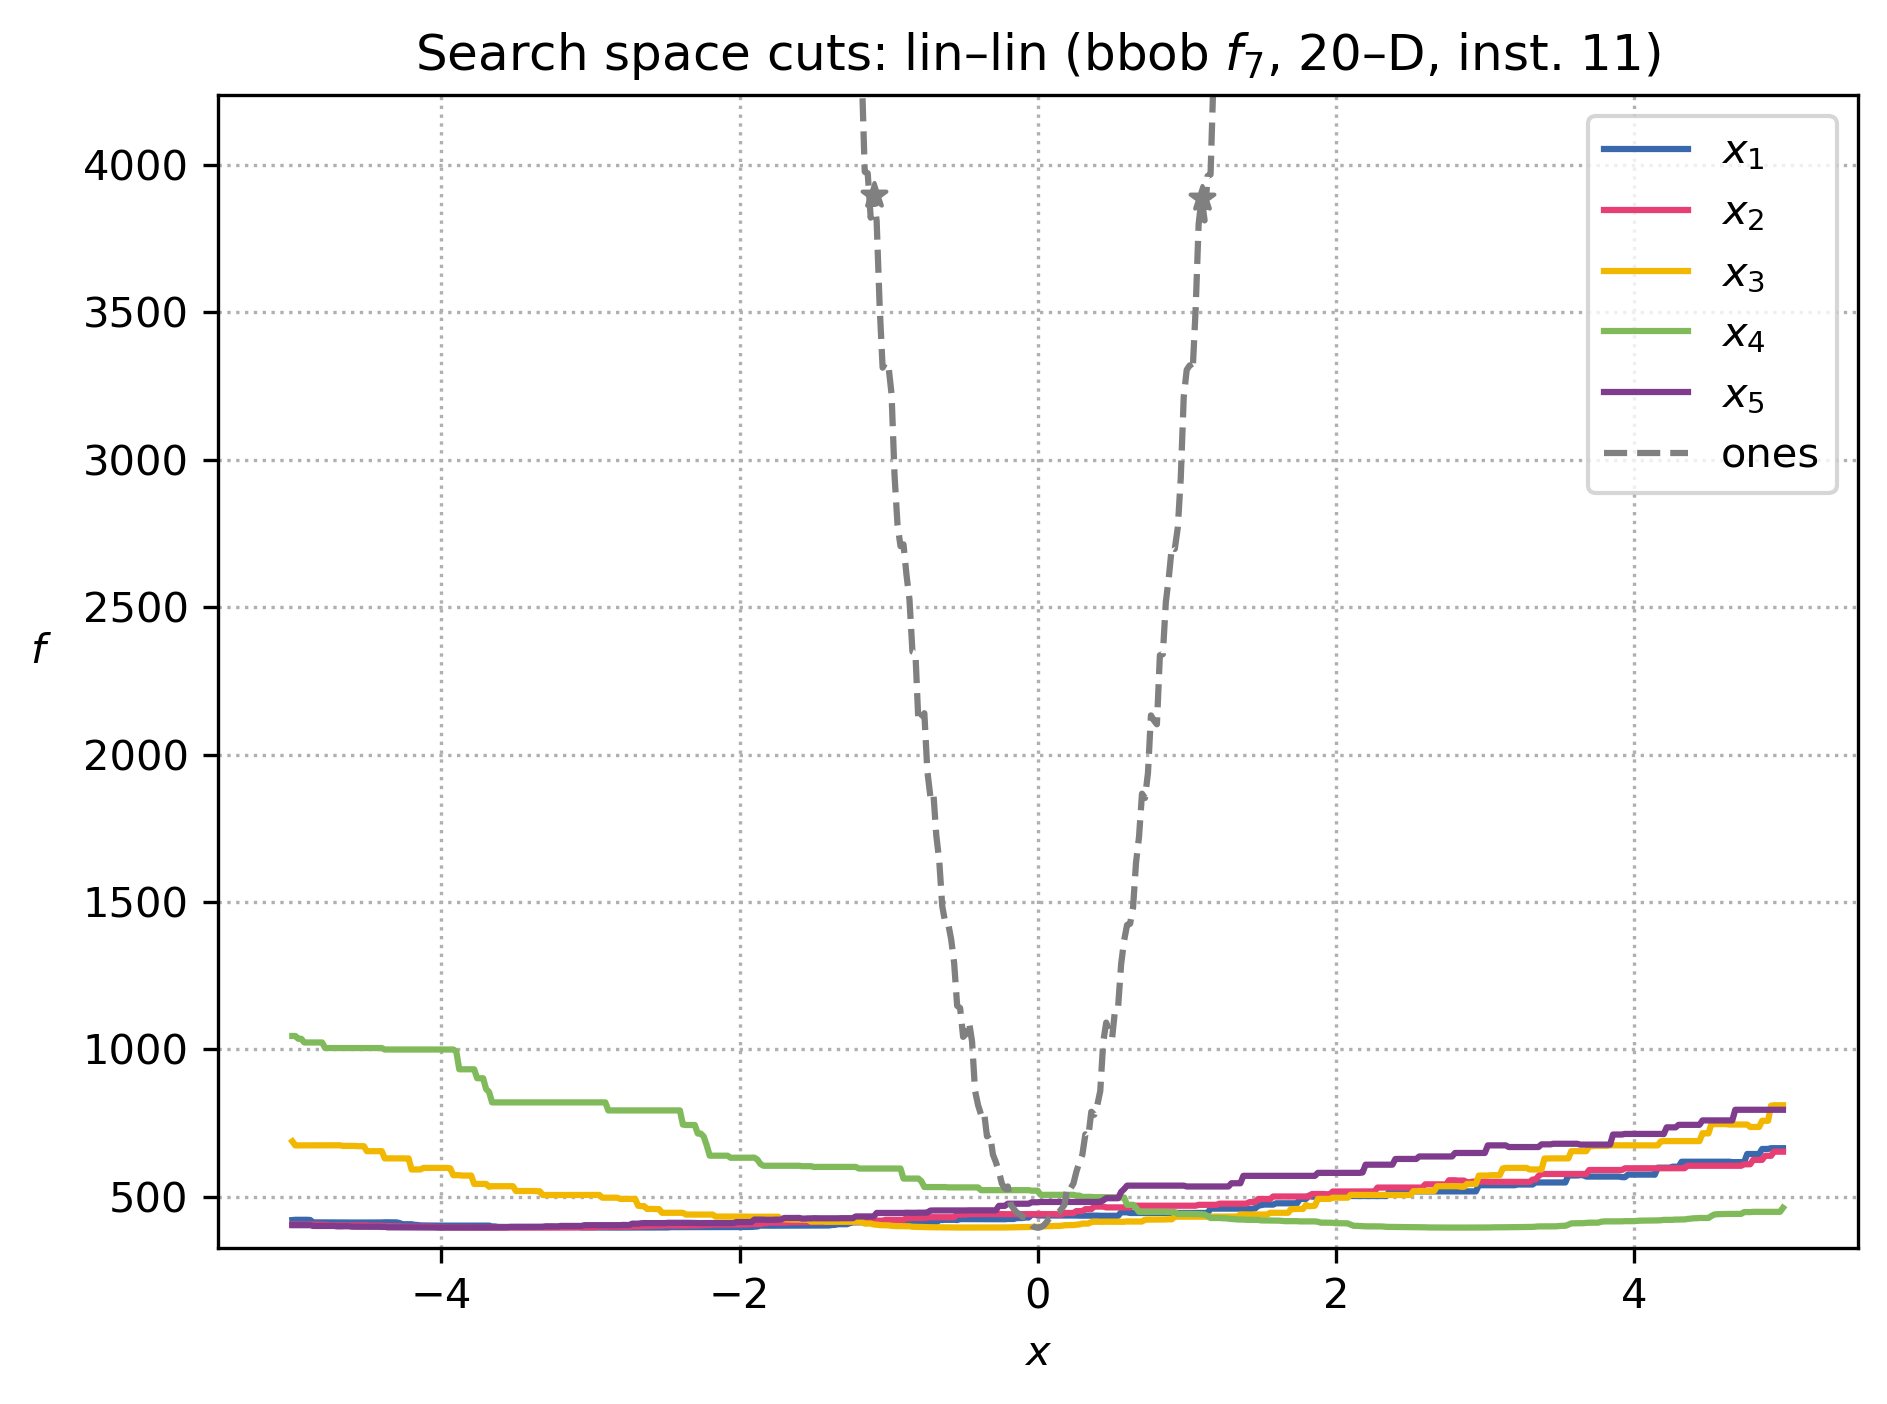 Search space cuts: lin–lin (bbob f₇, 20–D, inst. 11)
4000
3500
3000
2500
2000
1500
1000
500
f
−4
−2
0
2
4
x
x₁
x₂
x₃
x₄
x₅
ones